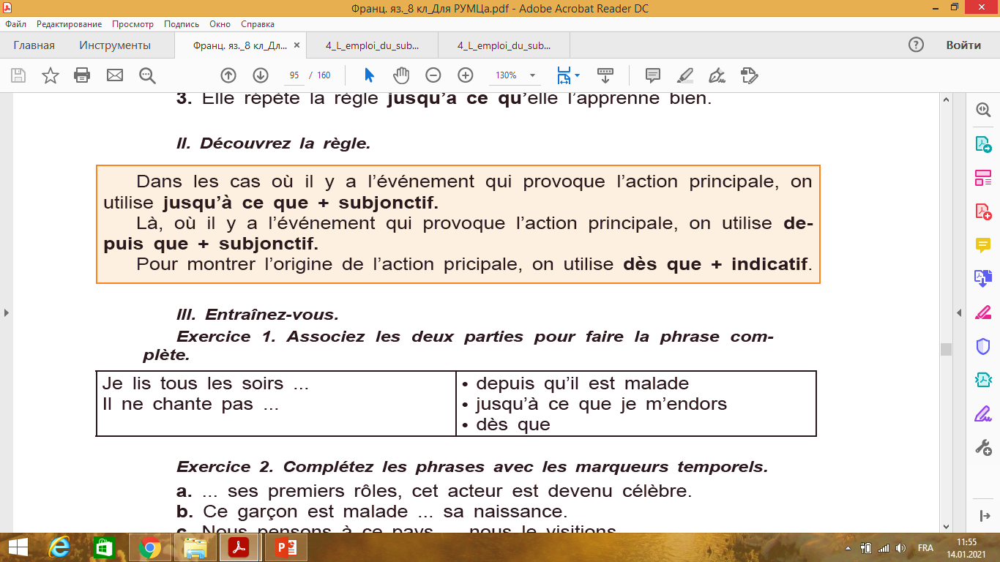 Франц. яз._8 кл_Для РУМЦа.pdf - Adobe Acrobat Reader DC
Файл Редактирование Просмотр Подпись Окно Справка
Главная Инструменты Франц. яз._8 кл_Дл... × 4_L_emploi_du_sub... 4_L_emploi_du_sub... Войти
95 / 160 130%
3. Elle répète la règle jusqu'à ce qu'elle l'apprenne bien.
II. Découvrez la règle.
Dans les cas où il y a l'événement qui provoque l'action principale, on
utilise jusqu'à ce que + subjonctif.
Là, où il y a l'événement qui provoque l'action principale, on utilise de-
puis que + subjonctif.
Pour montrer l'origine de l'action pricipale, on utilise dès que + indicatif.
III. Entraînez-vous.
Exercice 1. Associez les deux parties pour faire la phrase com-
plète.
Je lis tous les soirs ...
Il ne chante pas ...
• depuis qu'il est malade
• jusqu'à ce que je m'endors
• dès que
Exercice 2. Complétez les phrases avec les marqueurs temporels.
a. ... ses premiers rôles, cet acteur est devenu célèbre.
b. Ce garçon est malade ... sa naissance.
c. Nous pensons à ce pays ... nous le visitions
FRA
11:55
14.01.2021